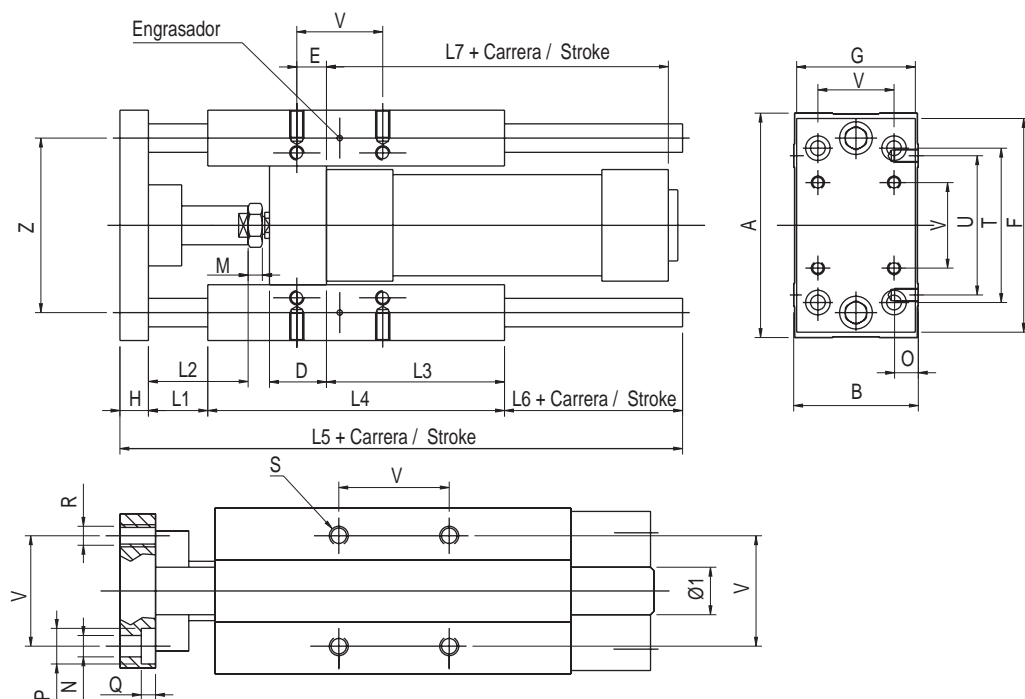 V
Engrasador
E
L7 + Carrera / Stroke
G
V
Z
M
A
V
U
T
F
L2
D
L3
O
H
L1
L4
L6 + Carrera / Stroke
B
L5 + Carrera / Stroke
S
V
R
V
Ø1
V
P
N
Q